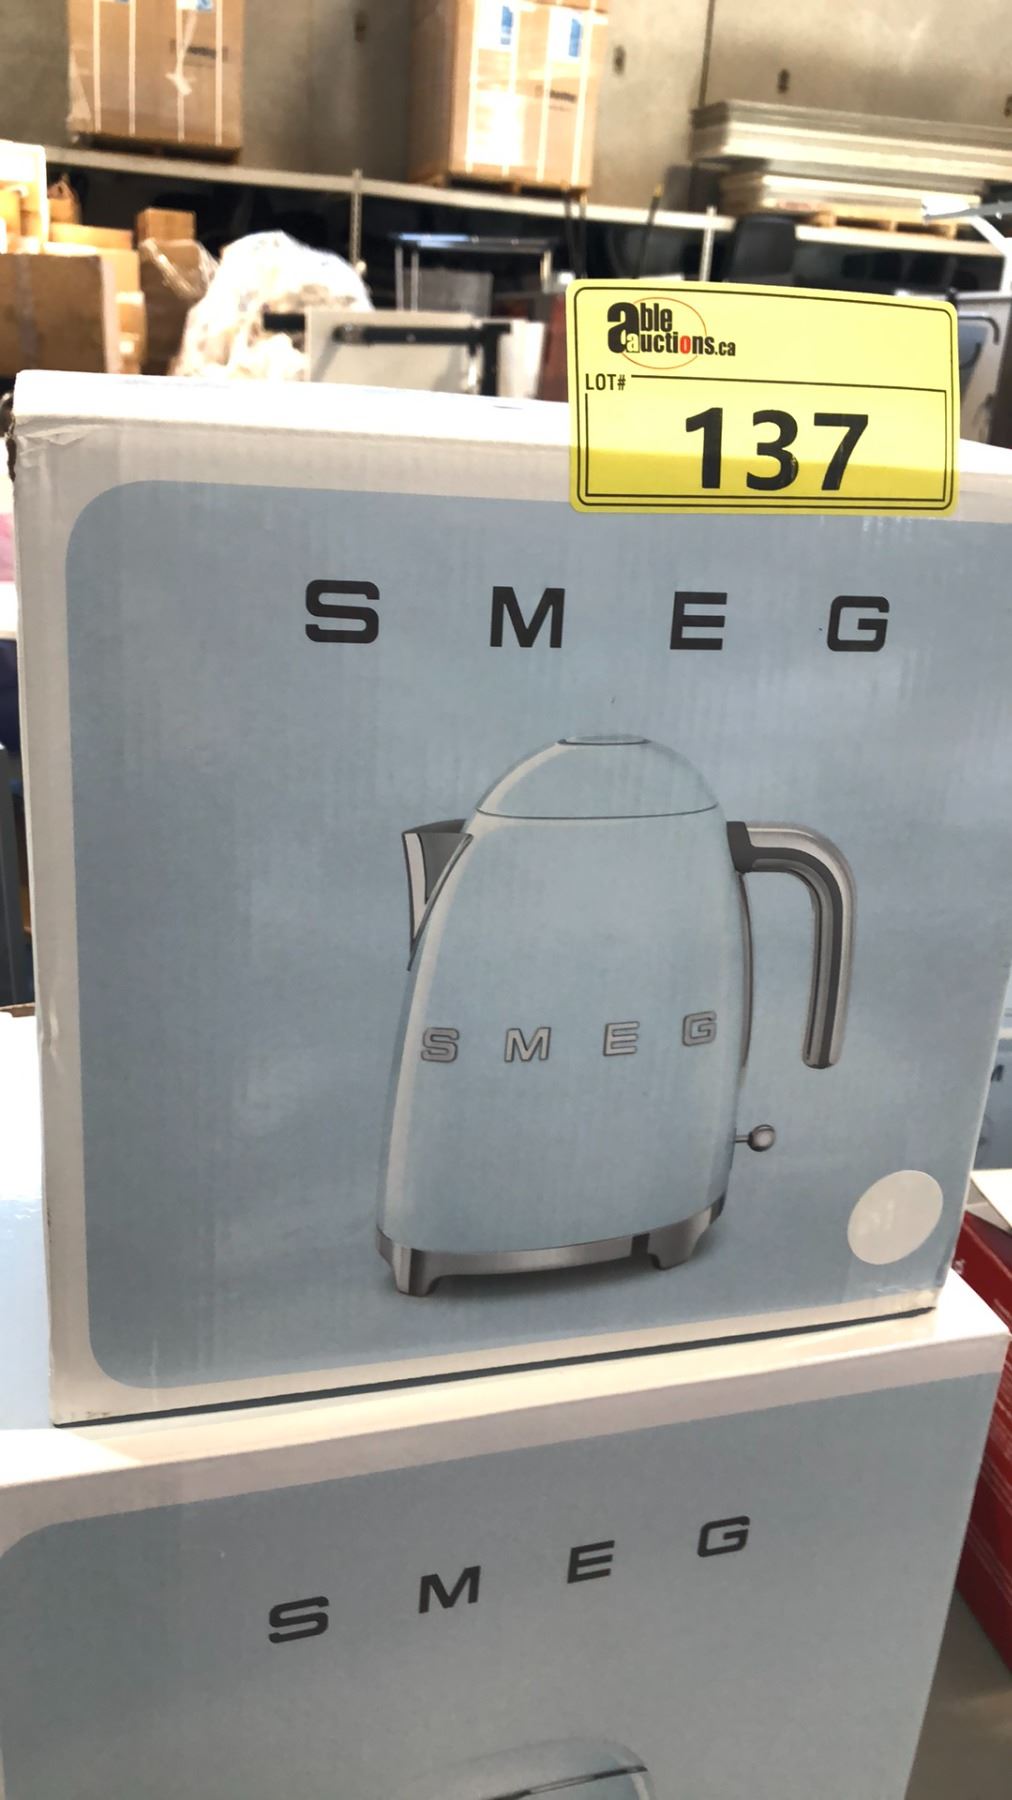 able
auctions.ca
LOT#
137
SMEG
SMEG
SMEG